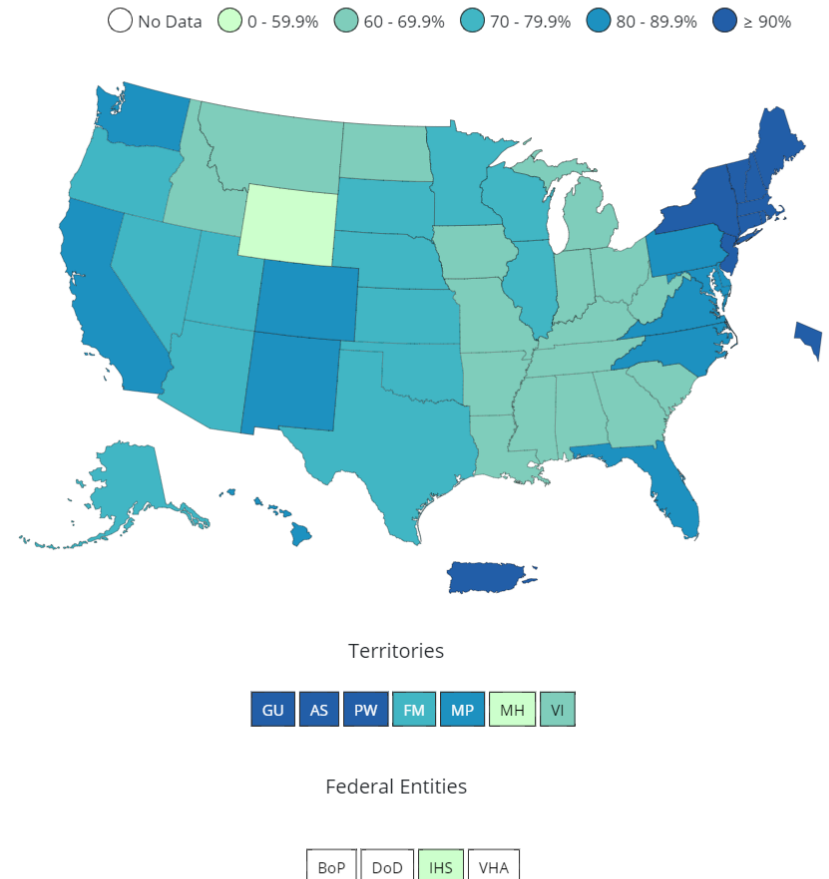 No Data 0 - 59.9% 60 - 69.9% 70 - 79.9% 80 - 89.9% ≥ 90%
Territories
GU AS PW FM MP MH VI
Federal Entities
BoP DoD IHS VHA